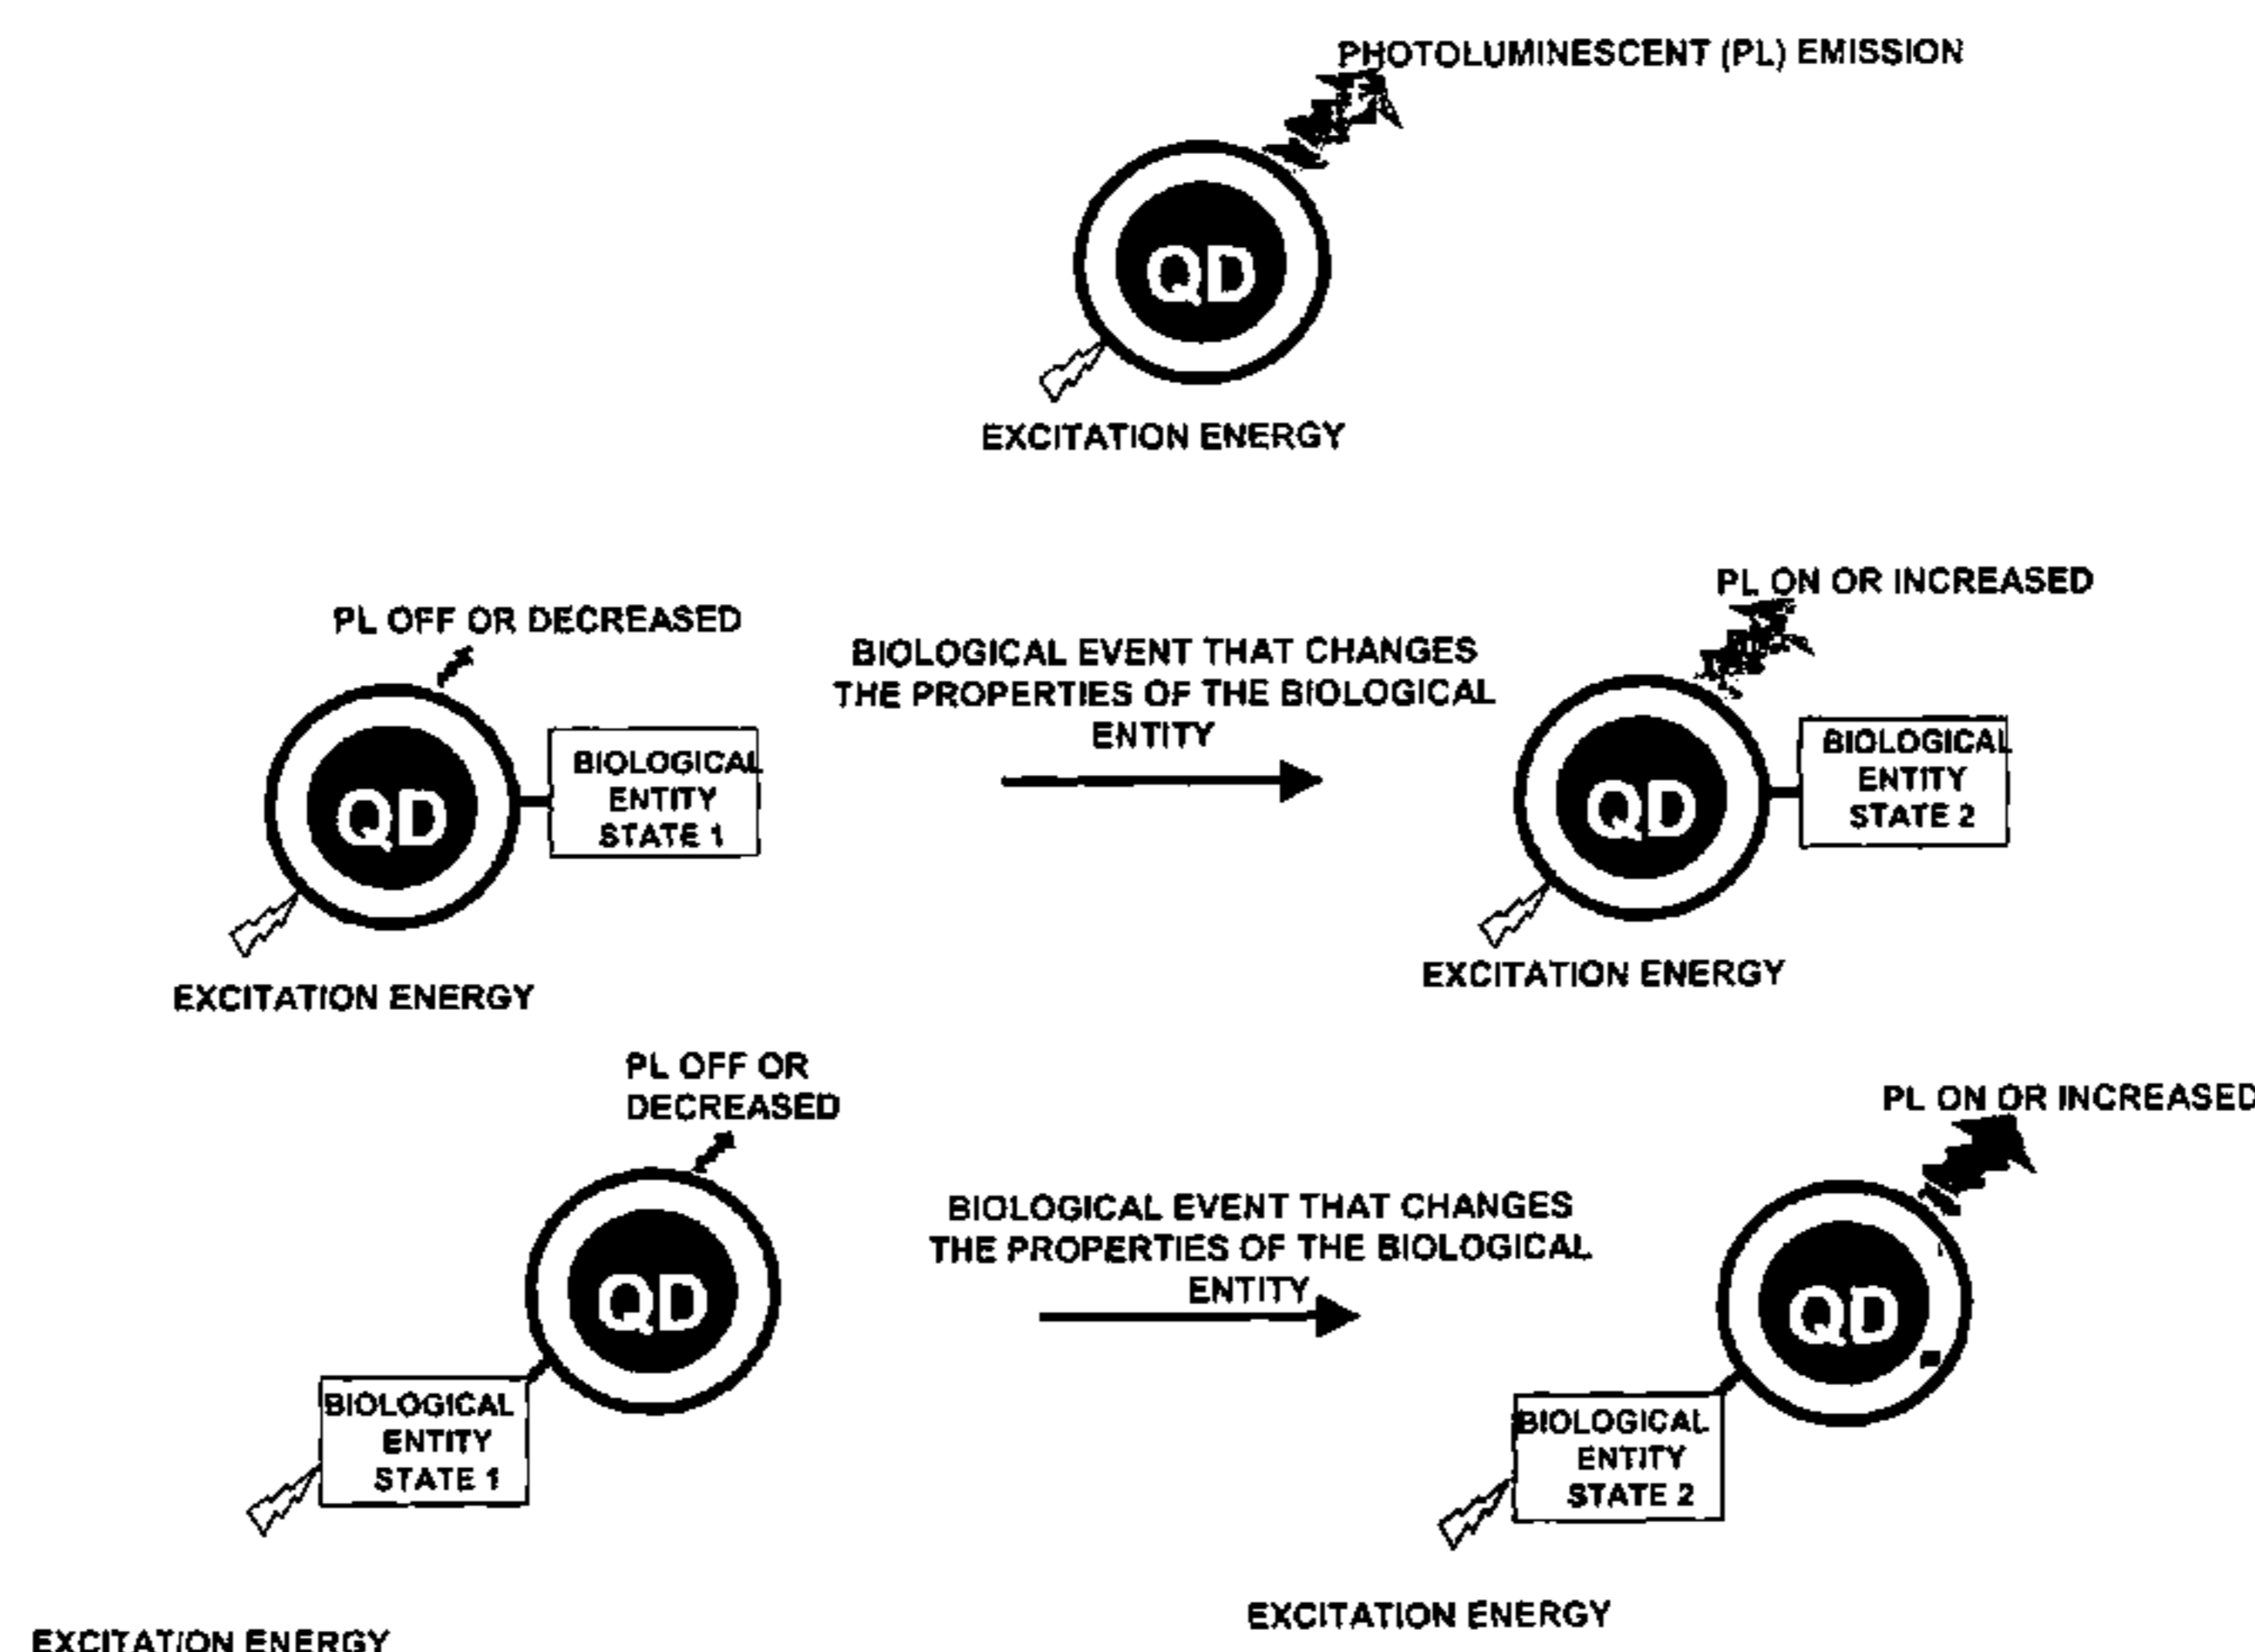 PHOTOLUMINESCENT (PL) EMISSION
QD
EXCITATION ENERGY
PL OFF OR DECREASED
QD
BIOLOGICAL
ENTITY
STATE 1
EXCITATION ENERGY
BIOLOGICAL EVENT THAT CHANGES
THE PROPERTIES OF THE BIOLOGICAL
ENTITY
PL ON OR INCREASED
QD
BIOLOGICAL
ENTITY
STATE 2
EXCITATION ENERGY
PL OFF OR
DECREASED
QD
BIOLOGICAL
ENTITY
STATE 1
EXCITATION ENERGY
BIOLOGICAL EVENT THAT CHANGES
THE PROPERTIES OF THE BIOLOGICAL
ENTITY
PL ON OR INCREASED
QD
BIOLOGICAL
ENTITY
STATE 2
EXCITATION ENERGY